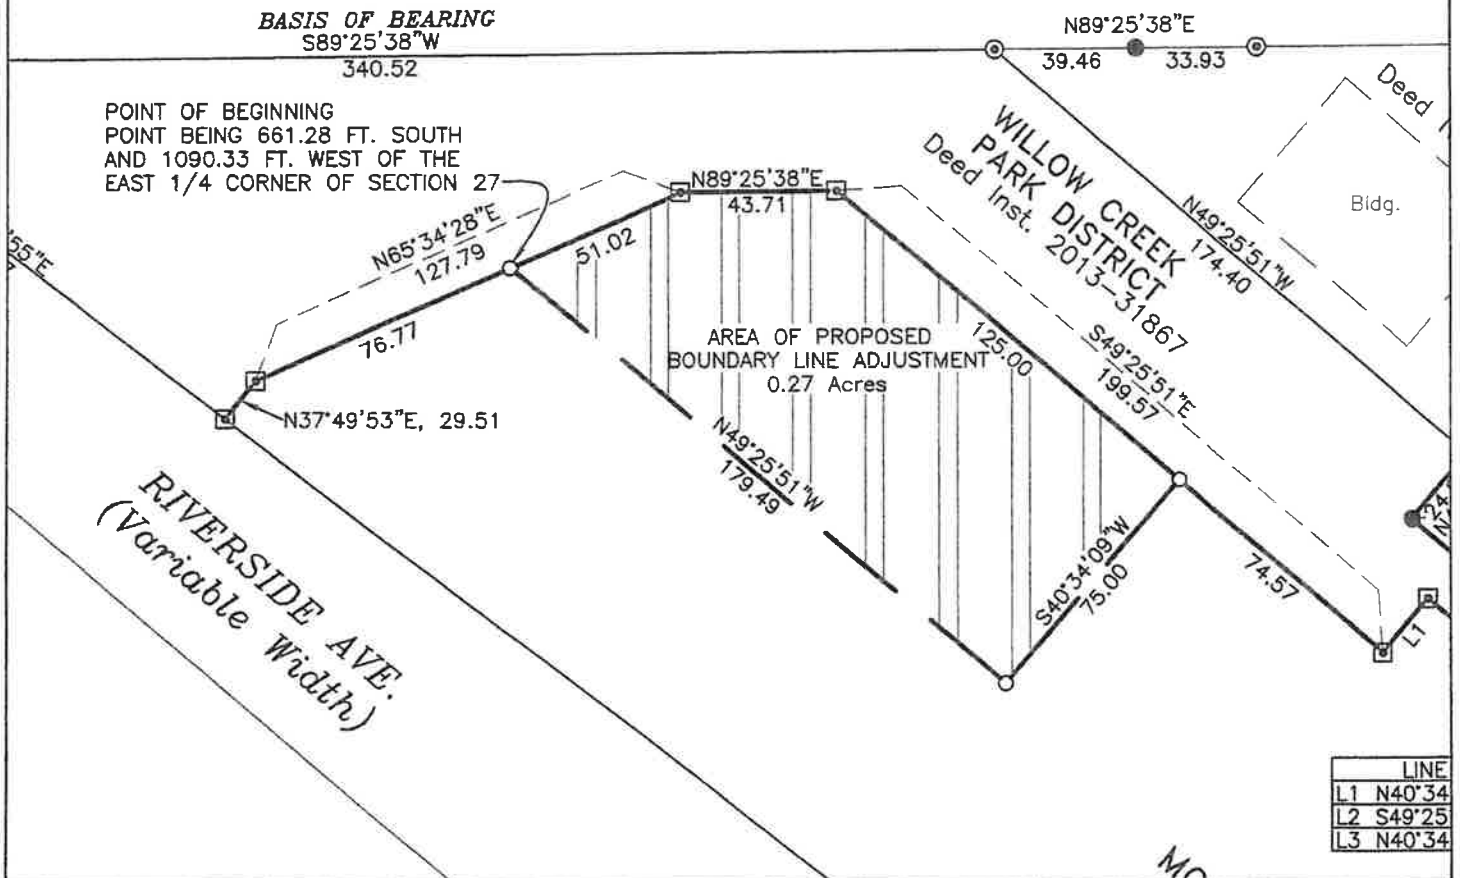 BASIS OF BEARING
S89°25'38"W
340.52
N89°25'38"E
39.46
33.93
POINT OF BEGINNING
POINT BEING 661.28 FT. SOUTH
AND 1090.33 FT. WEST OF THE
EAST 1/4 CORNER OF SECTION 27
Deed
Bldg.
WILLOW CREEK
PARK DISTRICT
Deed Inst. 2013-31867
N49°25'51"W
174.40
N89°25'38"E
43.71
N65°34'28"E
127.79
51.02
76.77
55"E
N37°49'53"E, 29.51
AREA OF PROPOSED
BOUNDARY LINE ADJUSTMENT
0.27 Acres
125.00
S49°25'51"E
199.57
N49°25'51"W
179.49
S40°34'09"W
75.00
74.57
L1
24.
N
RIVERSIDE AVE.
(Variable Width)
LINE
L1 N40°34
L2 S49°25
L3 N40°34
MO